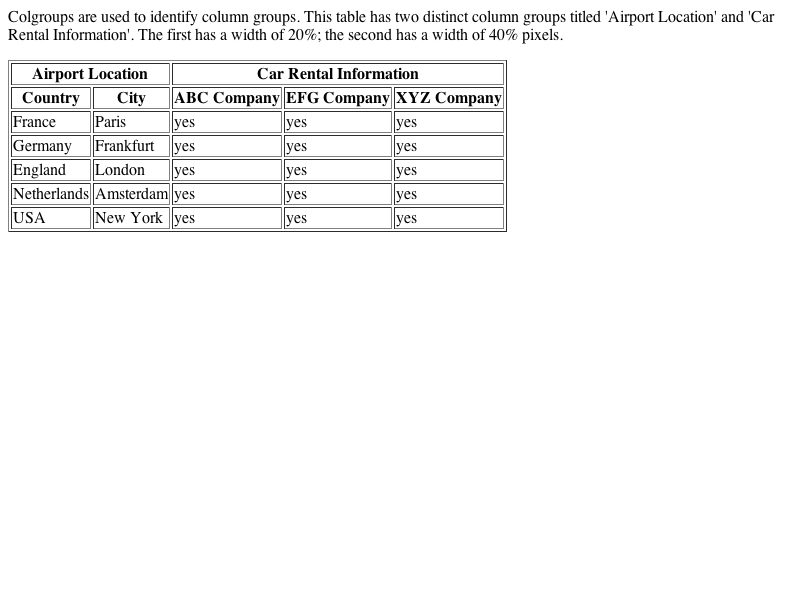 Colgroups are used to identify column groups. This table has two distinct column groups titled 'Airport Location' and 'Car
Rental Information'. The first has a width of 20%; the second has a width of 40% pixels.
Airport Location Car Rental Information
Country City ABC Company EFG Company XYZ Company
France Paris yes yes yes
Germany Frankfurt yes yes yes
England London yes yes yes
Netherlands Amsterdam yes yes yes
USA New York yes yes yes